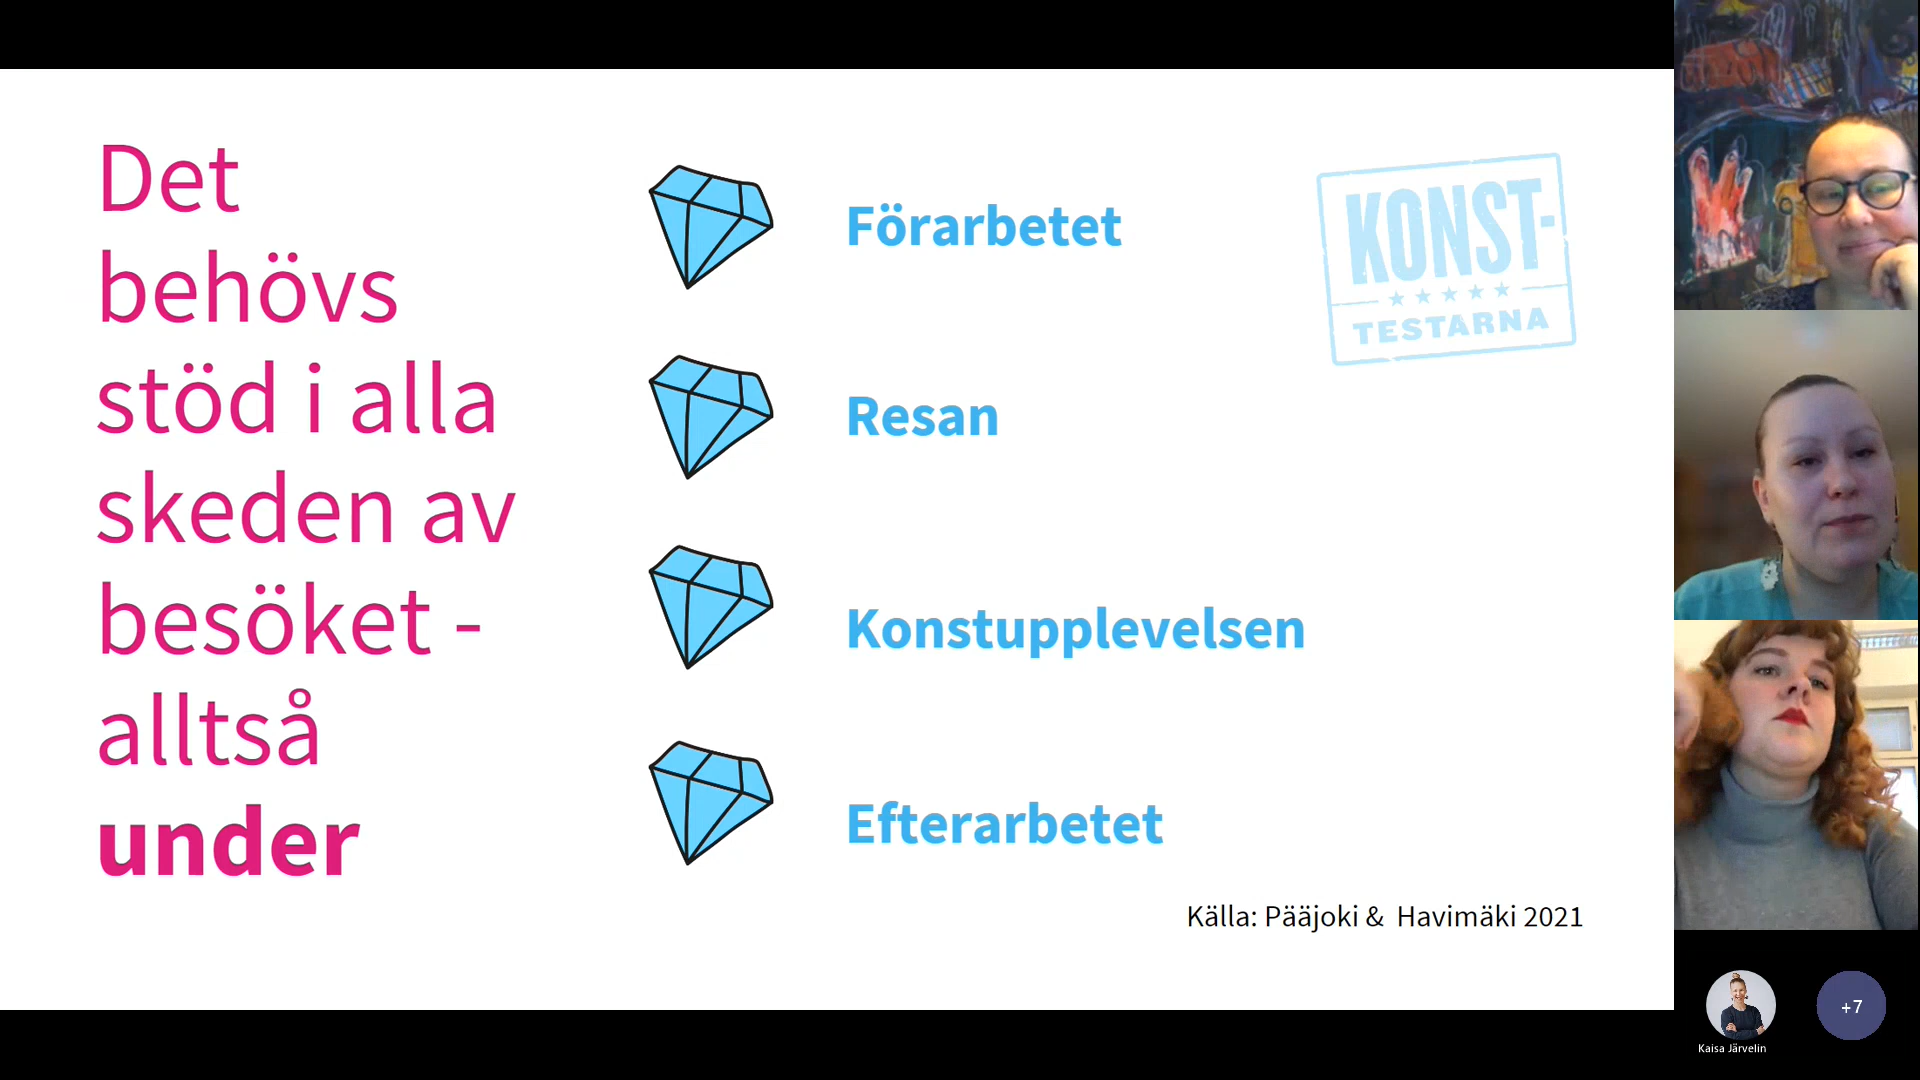 Det
behövs
stöd i alla
skeden av
besöket -
alltså
under
Förarbetet
Resan
Konstupplevelsen
Efterarbetet
KONST-
TESTARNA
Källa: Pääjoki & Havimäki 2021
Kaisa Järvelin
+7